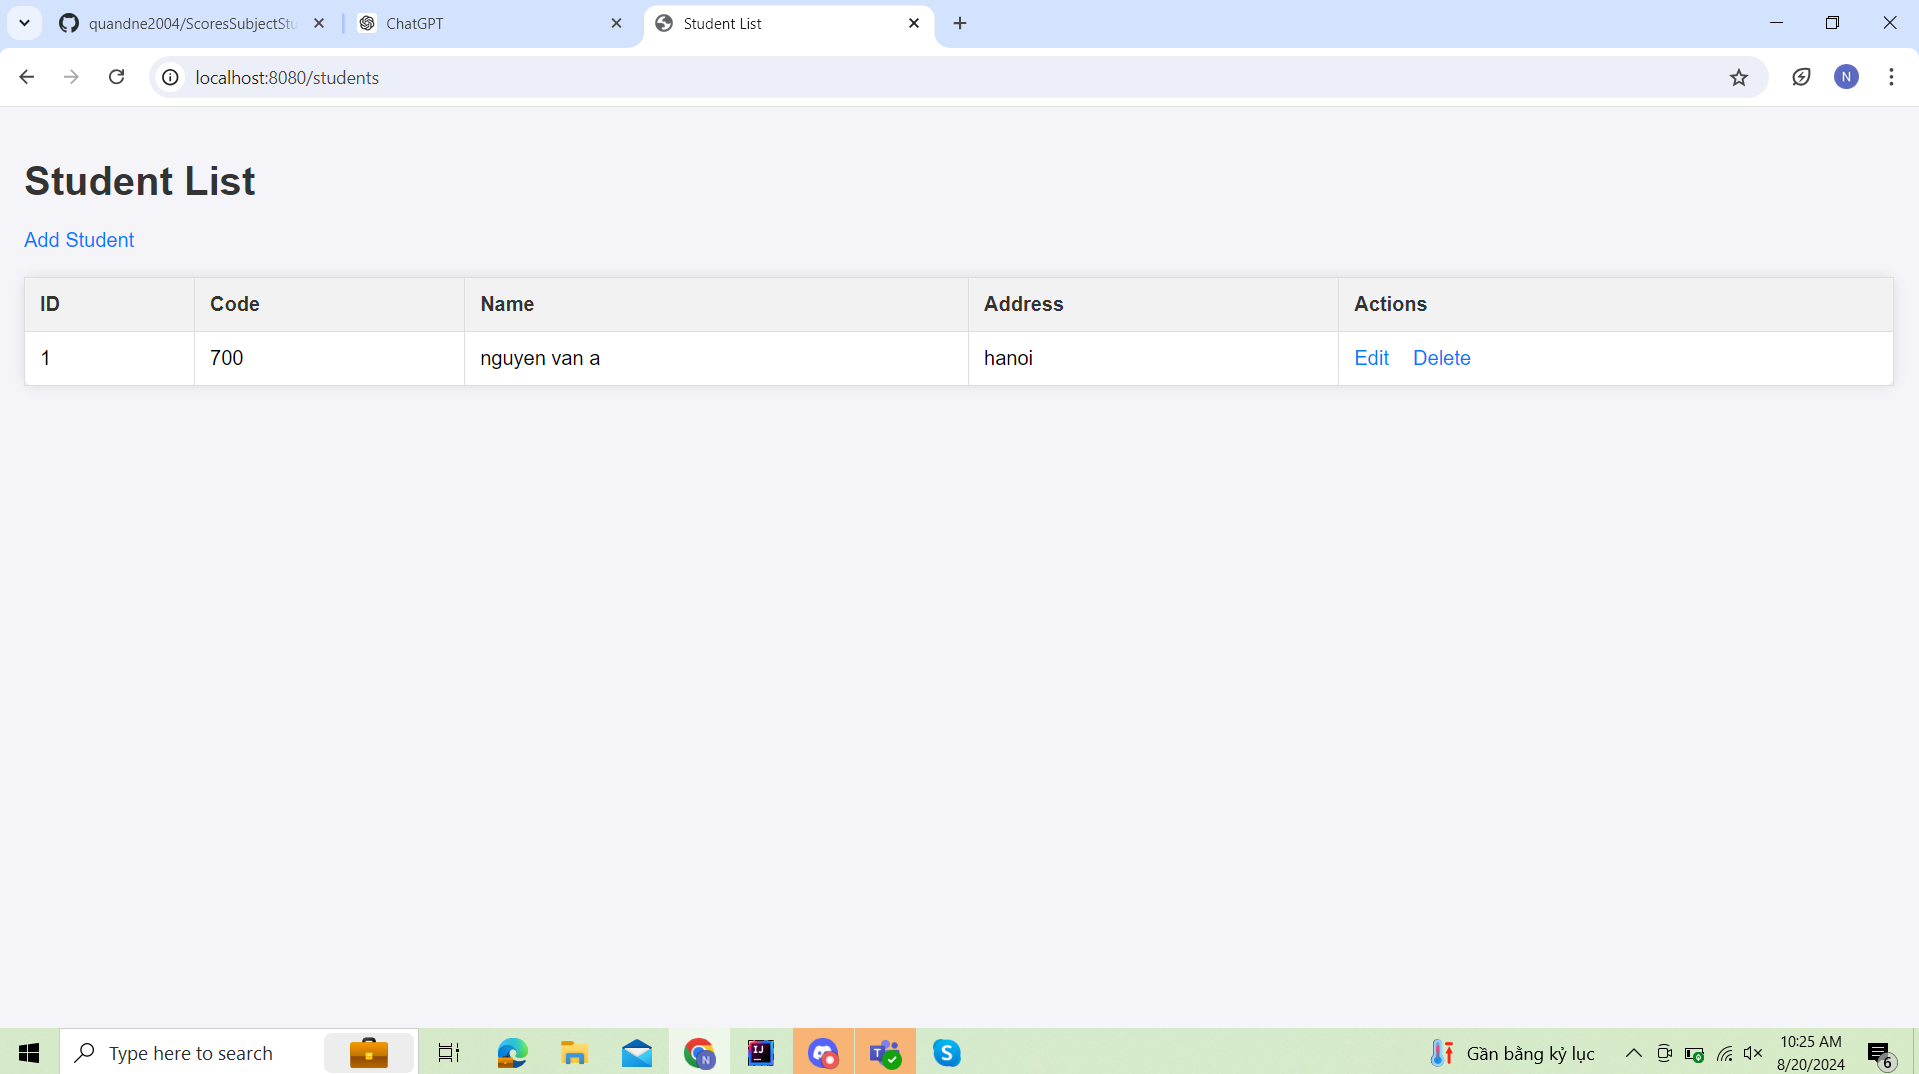 quandne2004/ScoresSubjectStu
ChatGPT
Student List
localhost:8080/students
N
Student List
Add Student
ID Code Name Address Actions
1 700 nguyen van a hanoi Edit Delete
Type here to search
N
IJ
T
S
Gần bằng kỷ lục
10:25 AM
8/20/2024
6